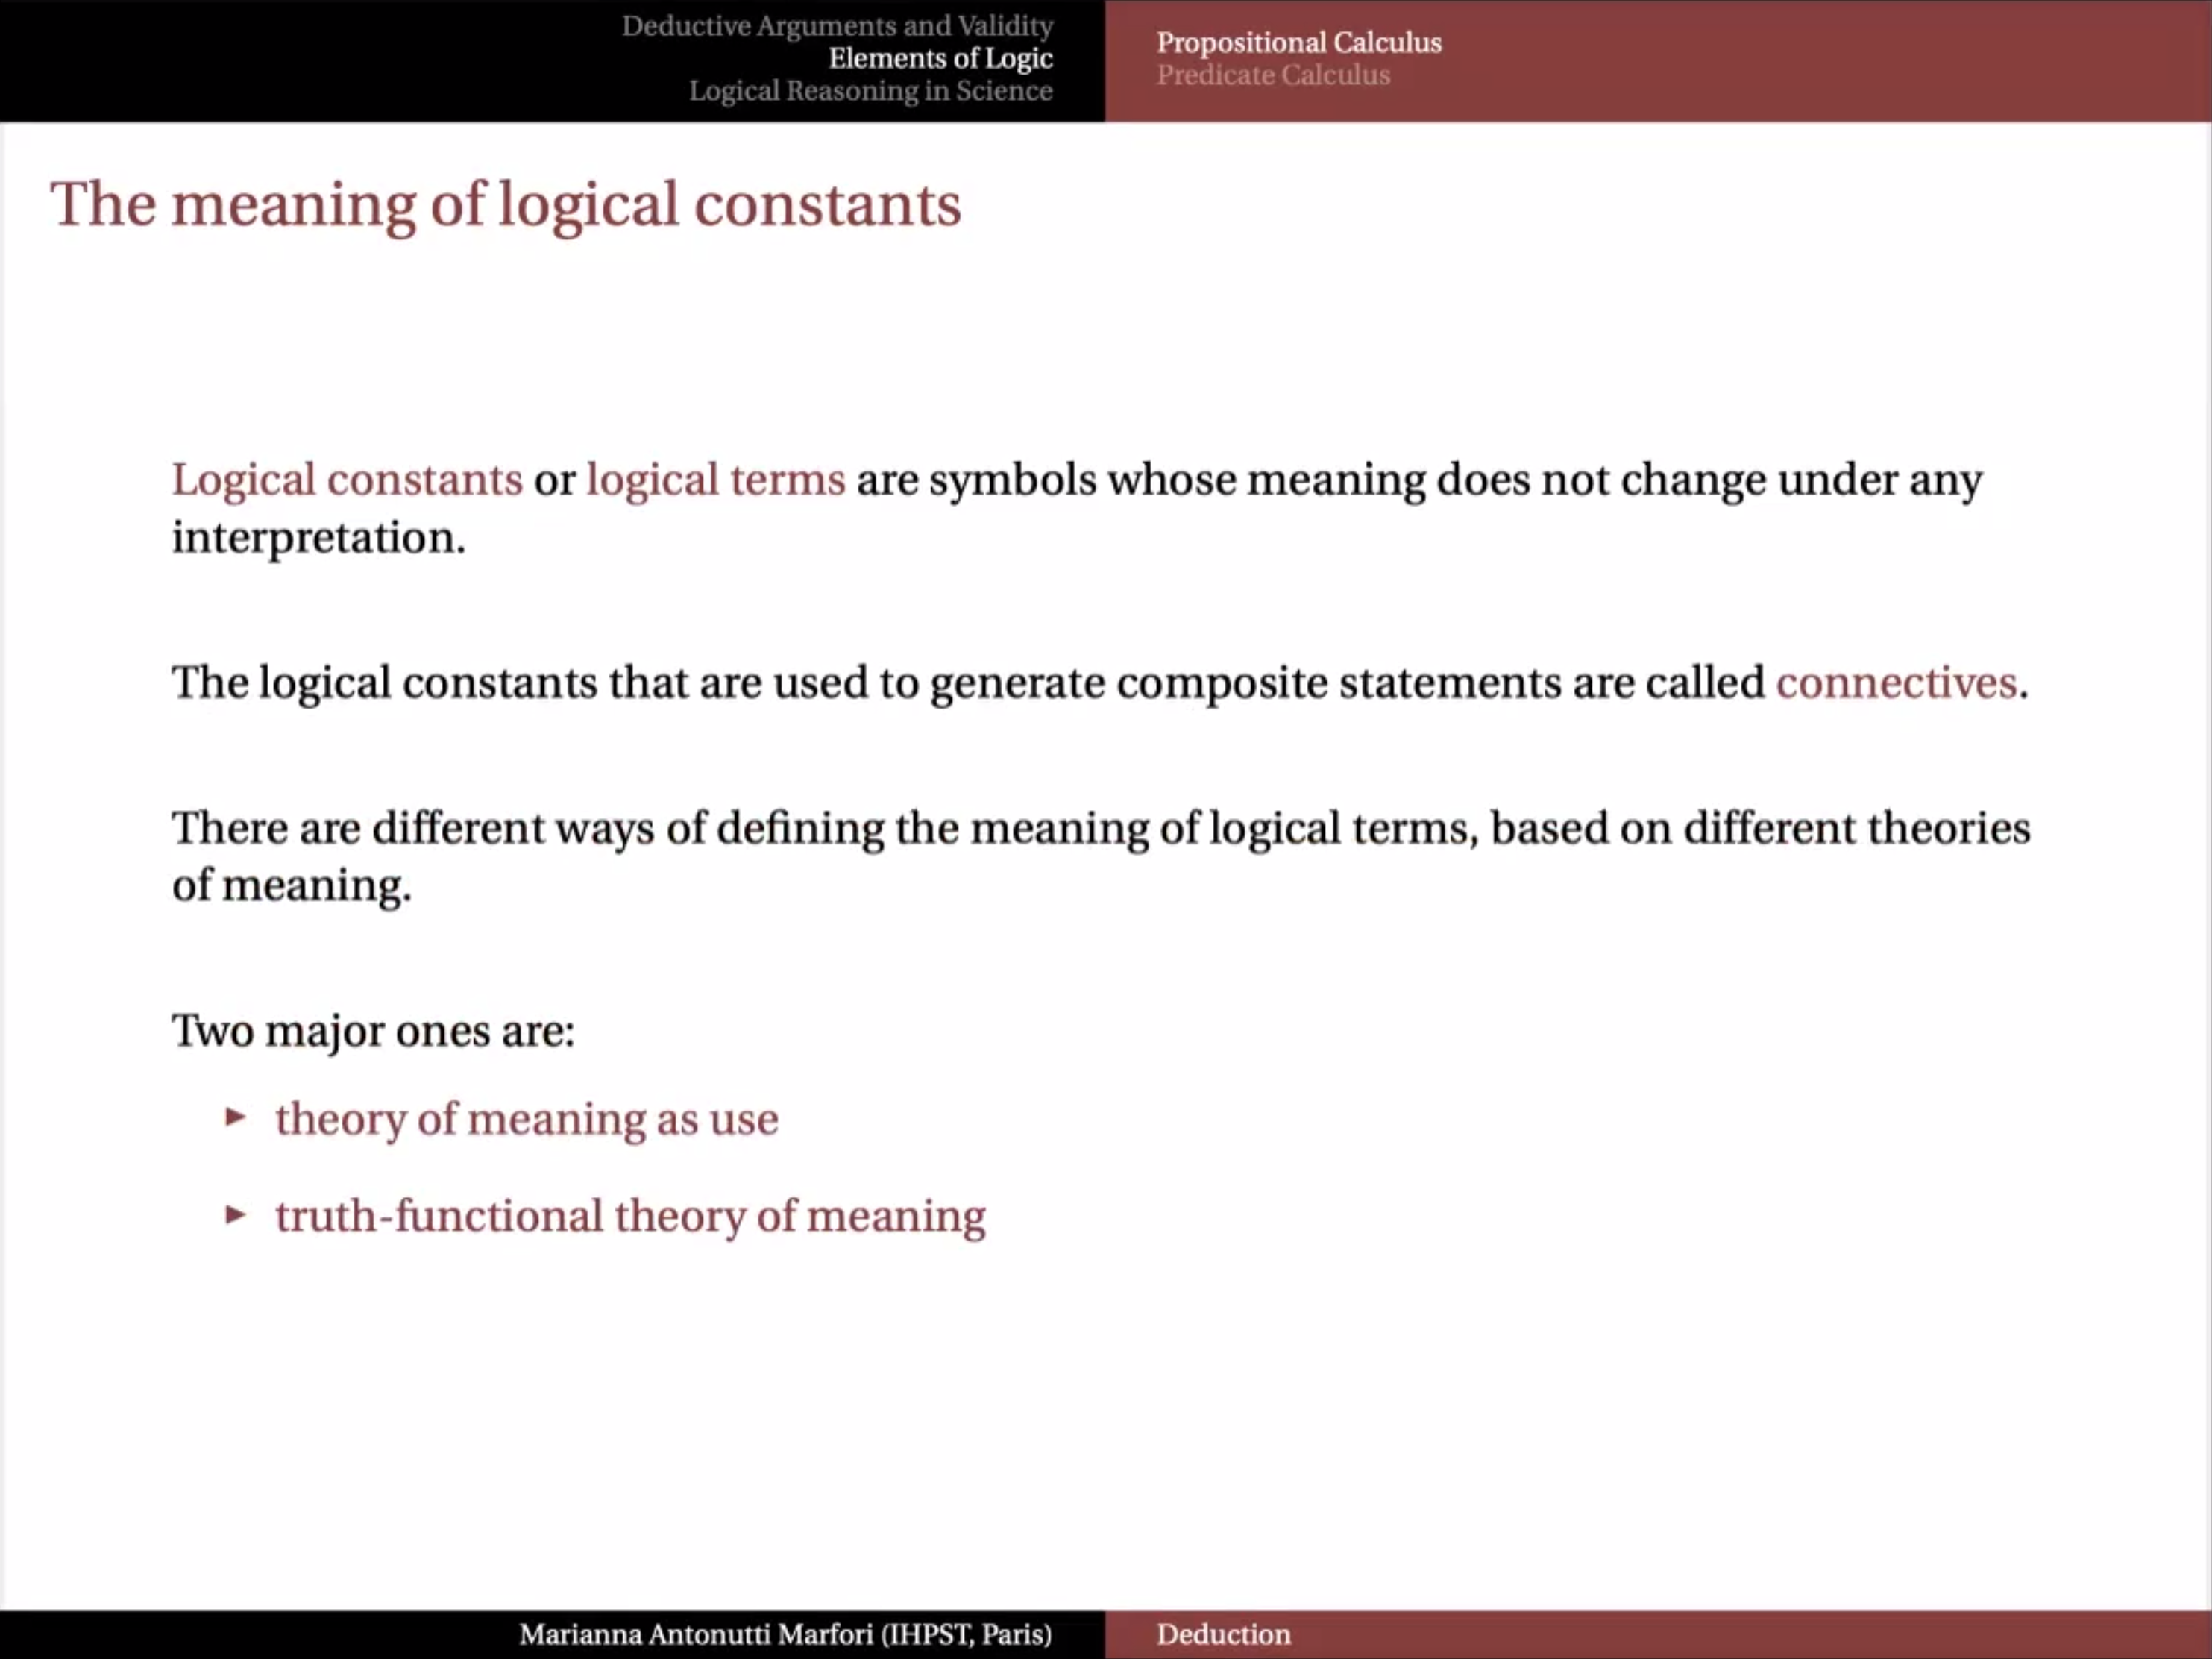 Deductive Arguments and Validity
Elements of Logic
Logical Reasoning in Science
Propositional Calculus
Predicate Calculus
The meaning of logical constants
Logical constants or logical terms are symbols whose meaning does not change under any
interpretation.
The logical constants that are used to generate composite statements are called connectives.
There are different ways of defining the meaning of logical terms, based on different theories
of meaning.
Two major ones are:
▶ theory of meaning as use
▶ truth-functional theory of meaning
Marianna Antonutti Marfori (IHPST, Paris)
Deduction